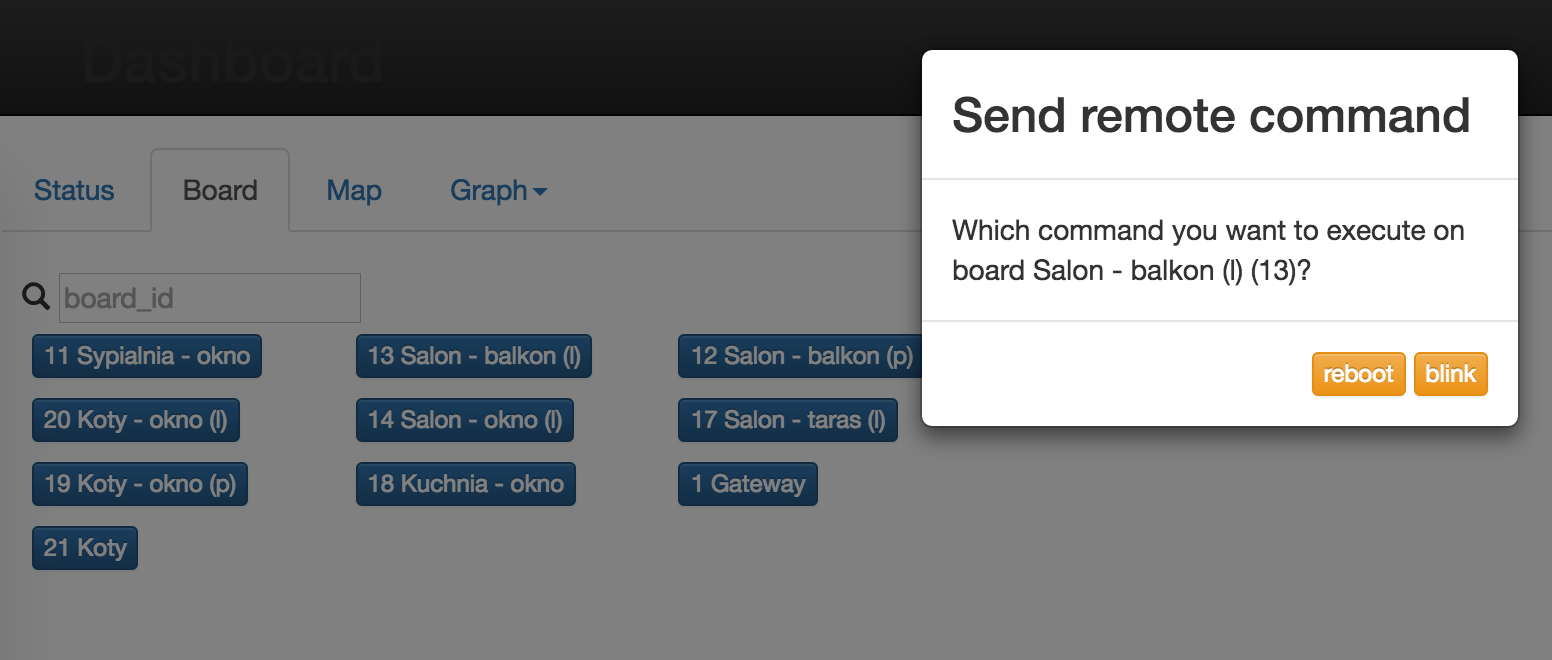 Dashboard
Send remote command
Status Board Map Graph
Which command you want to execute on
board Salon - balkon (l) (13)?
board_id
11 Sypialnia - okno 13 Salon - balkon (l) 12 Salon - balkon (p)
reboot blink
20 Koty - okno (l) 14 Salon - okno (l) 17 Salon - taras (l)
19 Koty - okno (p) 18 Kuchnia - okno 1 Gateway
21 Koty